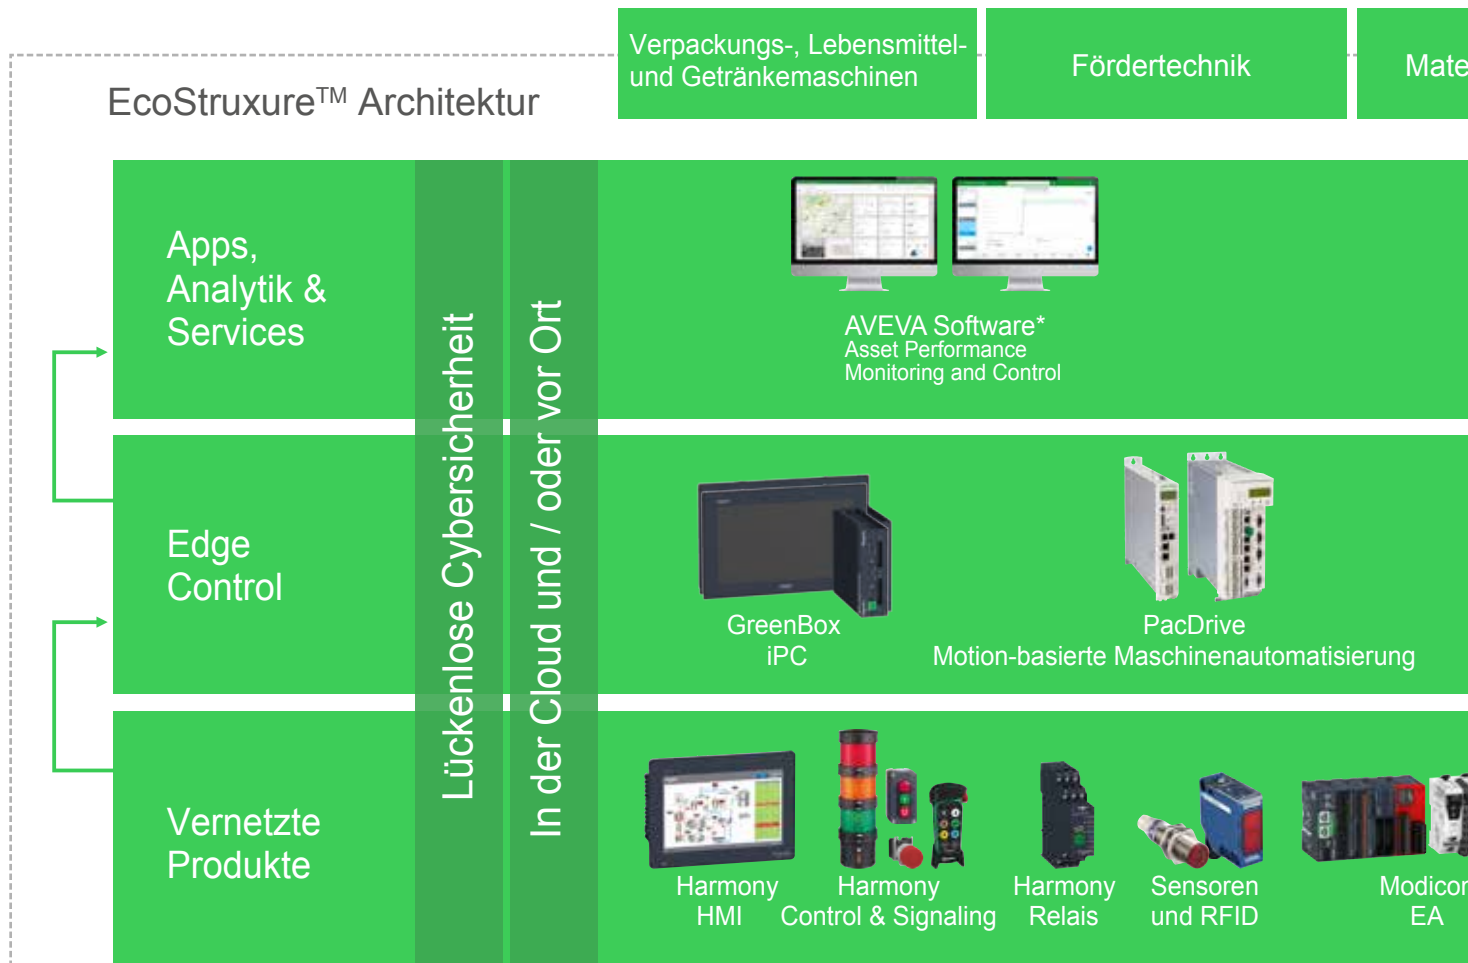 Verpackungs-, Lebensmittel-
und Getränkemaschinen
Fördertechnik
Mate
EcoStruxure™ Architektur
Apps,
Analytik &
Services
Lückenlose Cybersicherheit
In der Cloud und / oder vor Ort
AVEVA Software*
Asset Performance
Monitoring and Control
Edge
Control
GreenBox
iPC
PacDrive
Motion-basierte Maschinenautomatisierung
Vernetzte
Produkte
Harmony
HMI
Harmony
Control & Signaling
Harmony
Relais
Sensoren
und RFID
Modicon
EA